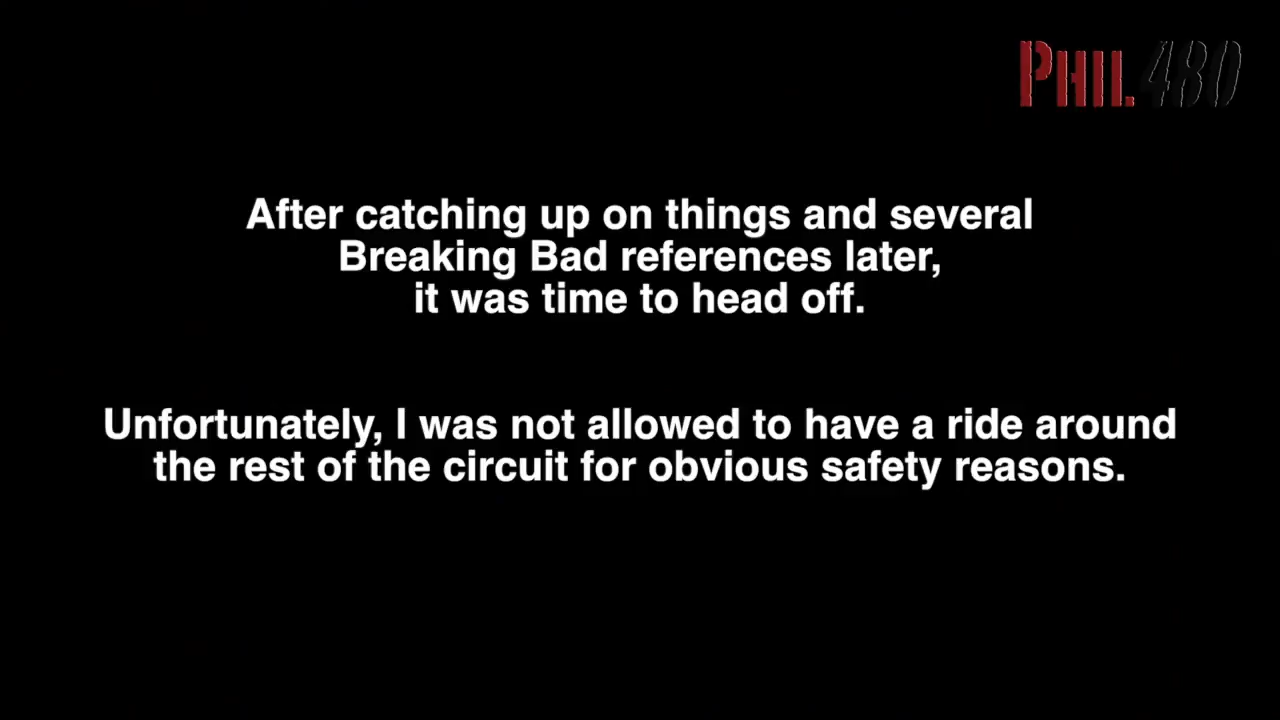 PHIL480
After catching up on things and several
Breaking Bad references later,
it was time to head off.
Unfortunately, I was not allowed to have a ride around
the rest of the circuit for obvious safety reasons.